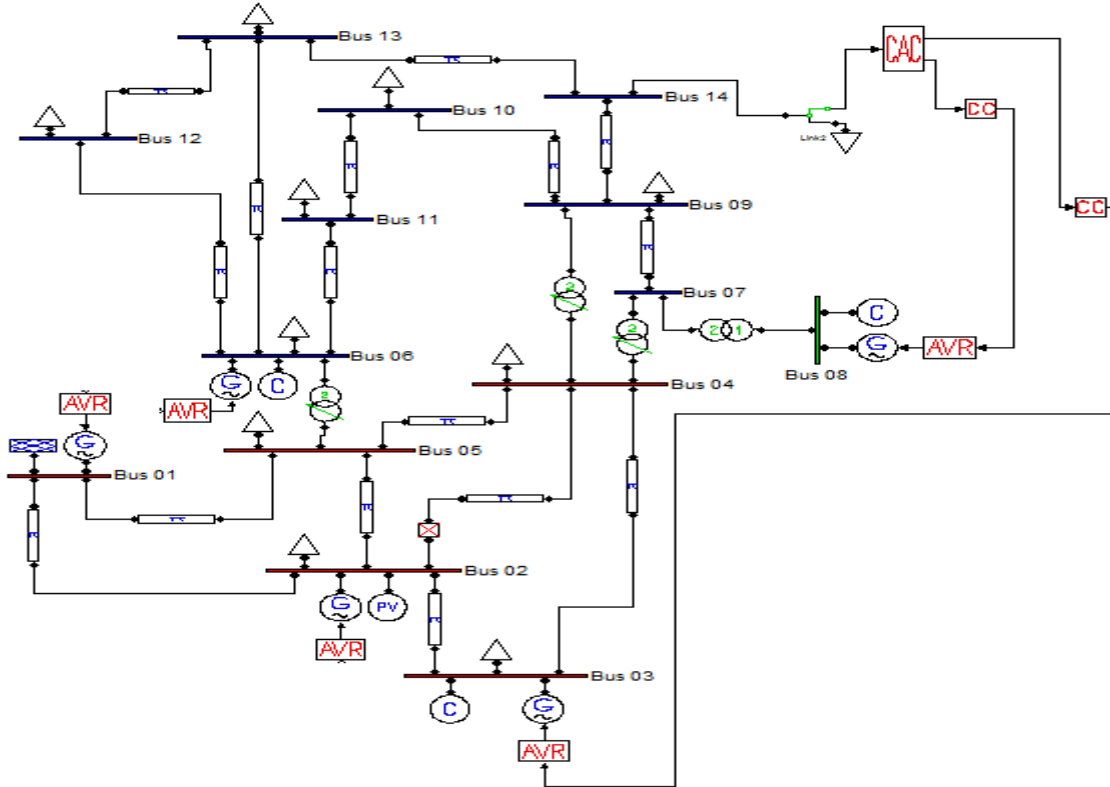 Bus 13
CAC
Bus 14
Bus 10
CC
Bus 12
Link2
Bus 09
CC
Bus 11
2
Bus 07
2
2 1
C
G
AVR
Bus 06
Bus 08
Bus 04
G
C
2
AVR
AVR
G
Bus 05
Bus 01
Bus 02
G
PV
AVR
Bus 03
C
G
AVR